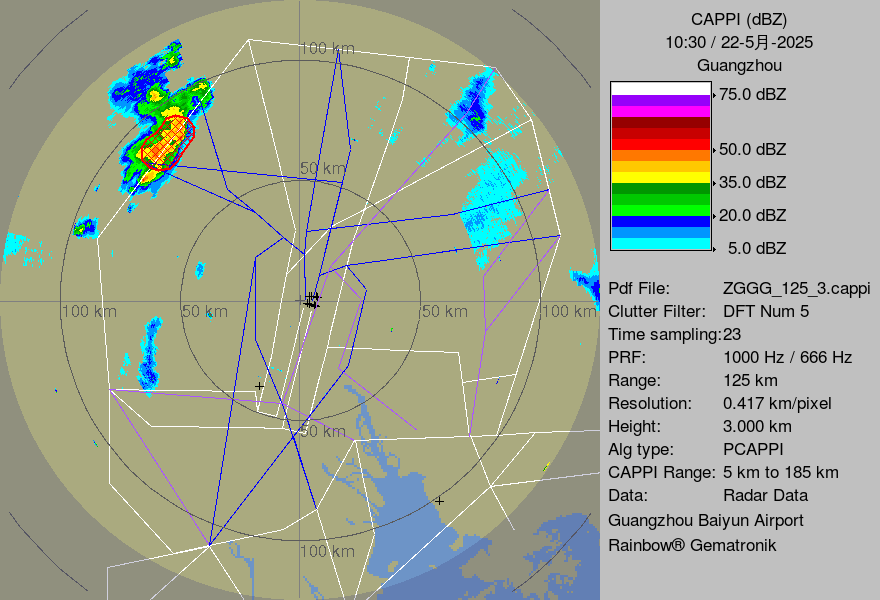 100 km
50 km
100 km
50 km
50 km
100 km
50 km
100 km
CAPPI (dBZ)
10:30 / 22-5月-2025
Guangzhou
75.0 dBZ
50.0 dBZ
35.0 dBZ
20.0 dBZ
5.0 dBZ
Pdf File: ZGGG_125_3.cappi
Clutter Filter: DFT Num 5
Time sampling:23
PRF: 1000 Hz / 666 Hz
Range: 125 km
Resolution: 0.417 km/pixel
Height: 3.000 km
Alg type: PCAPPI
CAPPI Range: 5 km to 185 km
Data: Radar Data
Guangzhou Baiyun Airport
Rainbow® Gematronik